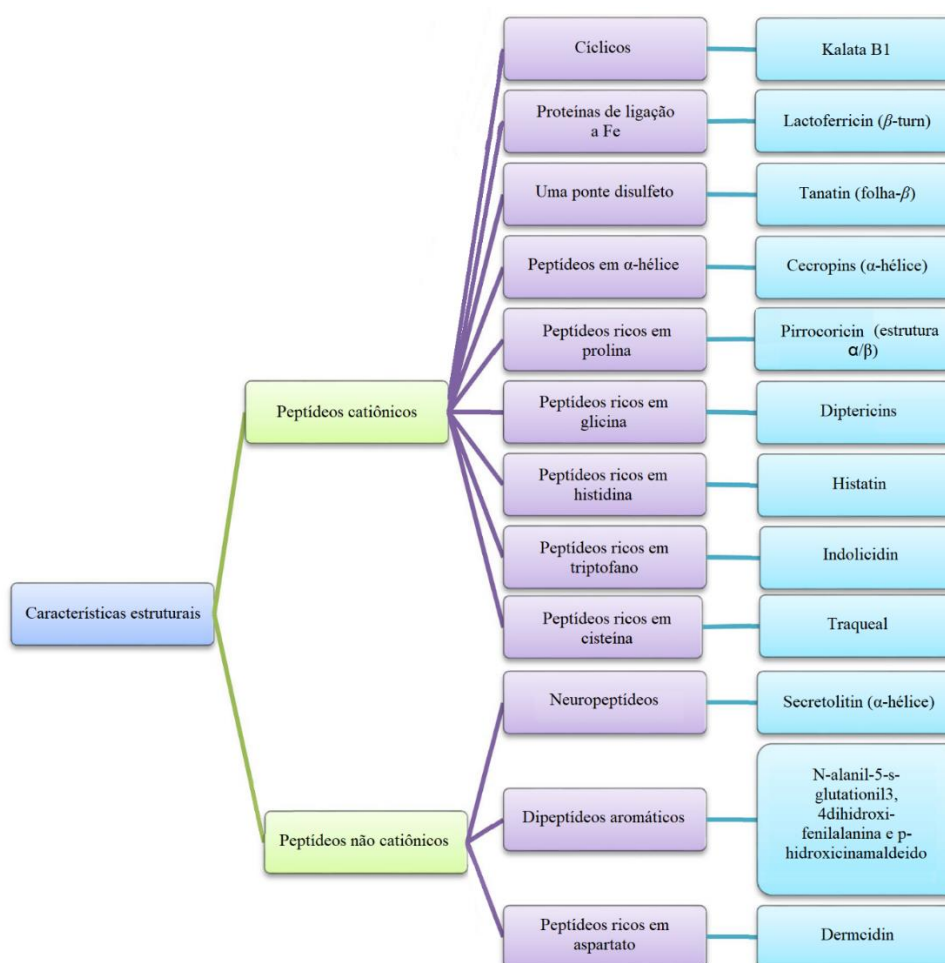 Cíclicos
Kalata B1
Proteínas de ligação
a Fe
Lactoferricin (β-turn)
Uma ponte disulfeto
Tanatin (folha-β)
Peptídeos em α-hélice
Cecropins (α-hélice)
Peptídeos ricos em
prolina
Pirrocoricin (estrutura
α/β)
Peptídeos catiônicos
Peptídeos ricos em
glicina
Diptericins
Peptídeos ricos em
histidina
Histatin
Peptídeos ricos em
triptofano
Indolicidin
Características estruturais
Peptídeos ricos em
cisteína
Traqueal
Neuropeptídeos
Secretolitin (α-hélice)
Peptídeos não catiônicos
Dipeptídeos aromáticos
N-alanil-5-s-
glutationil3,
4dihidroxi-
fenilalanina e p-
hidroxicinamaldeido
Peptídeos ricos em
aspartato
Dermcidin